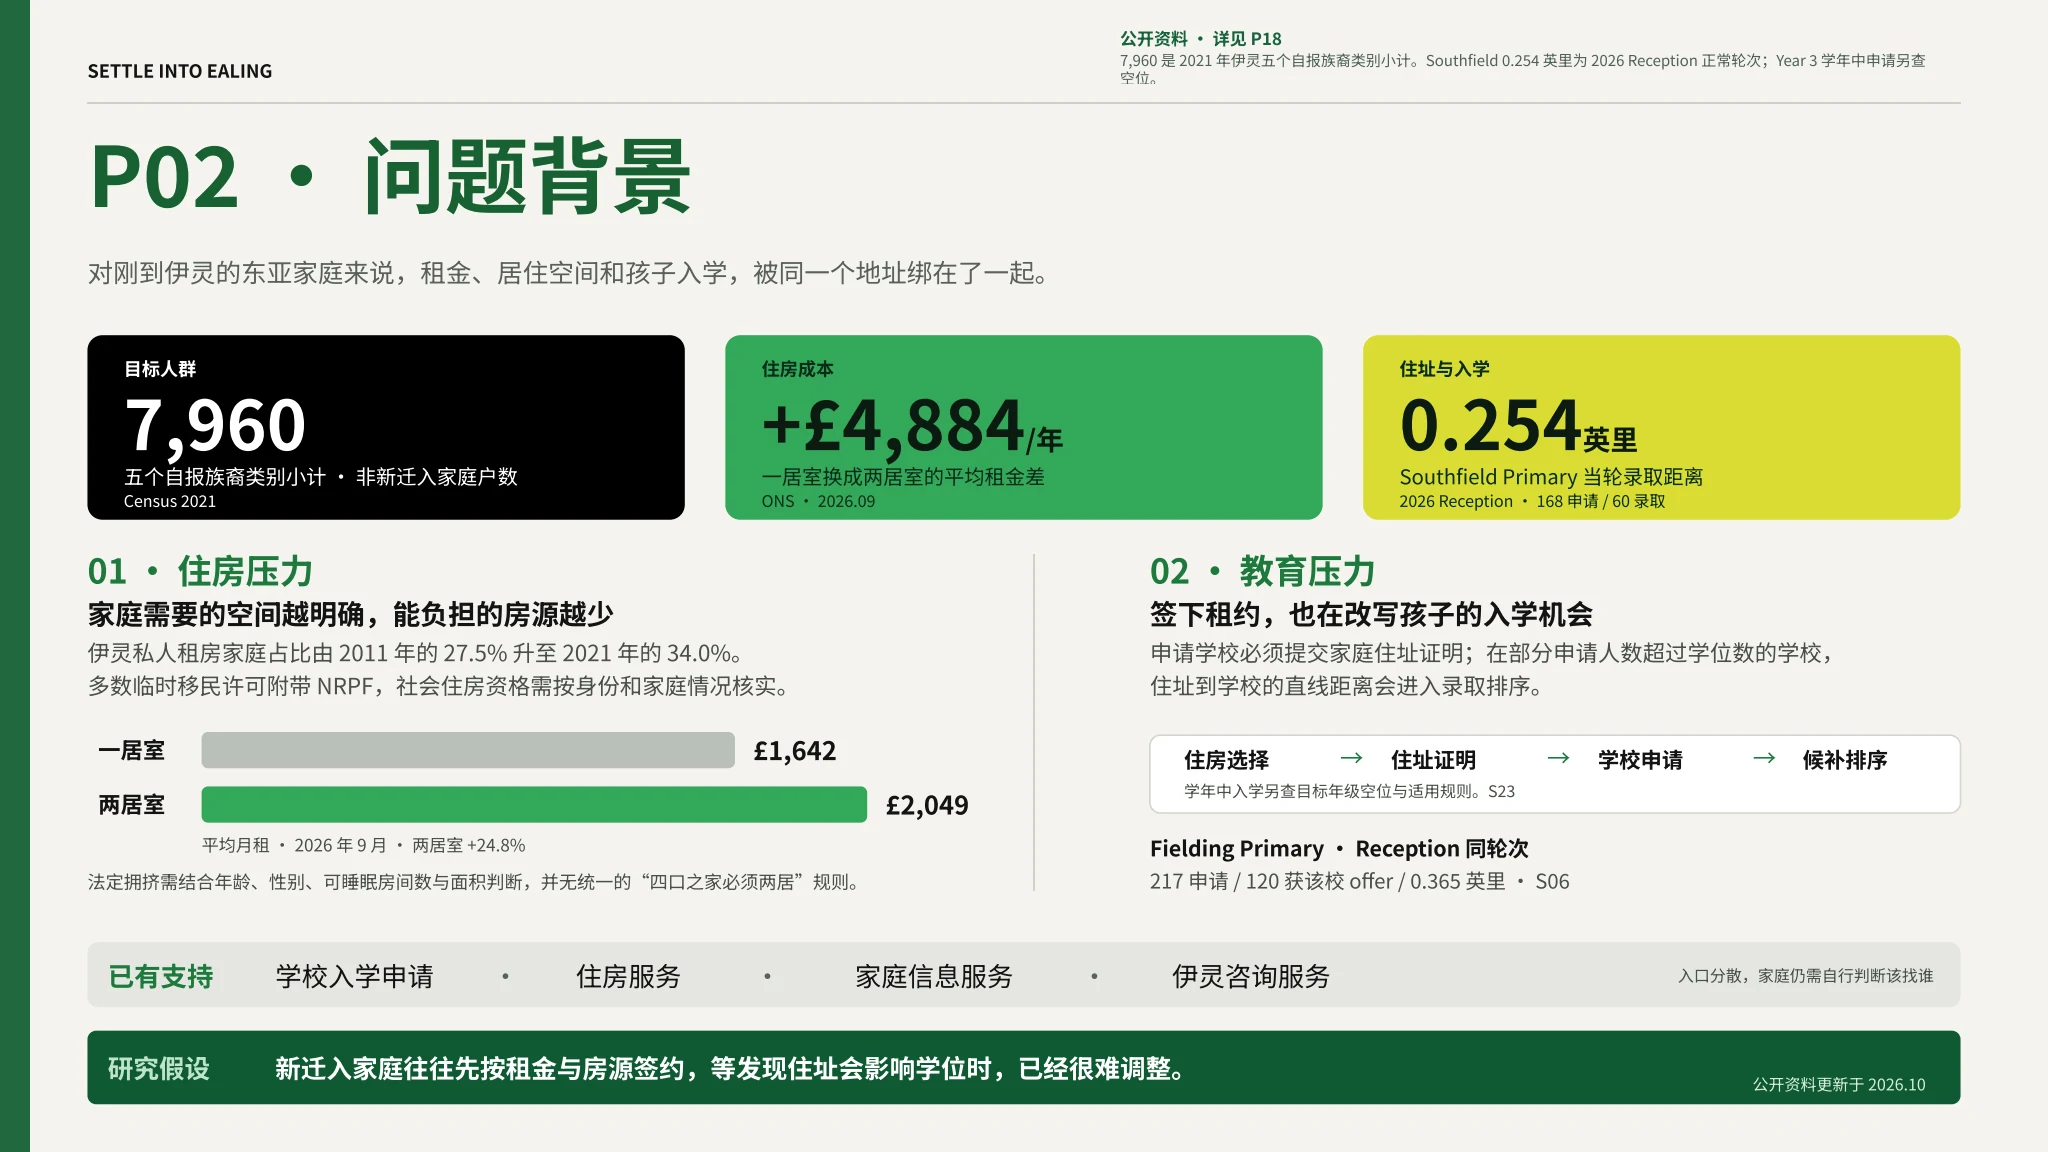 SETTLE INTO EALING
公开资料 · 详见 P18
7,960 是 2021 年伊灵五个自报族裔类别小计。Southfield 0.254 英里为 2026 Reception 正常轮次；Year 3 学年中申请另查
空位。
P02 · 问题背景
对刚到伊灵的东亚家庭来说，租金、居住空间和孩子入学，被同一个地址绑在了一起。
目标人群
7,960
五个自报族裔类别小计 · 非新迁入家庭户数
Census 2021
住房成本
+£4,884/年
一居室换成两居室的平均租金差
ONS · 2026.09
住址与入学
0.254英里
Southfield Primary 当轮录取距离
2026 Reception · 168 申请 / 60 录取
01 · 住房压力
家庭需要的空间越明确，能负担的房源越少
伊灵私人租房家庭占比由 2011 年的 27.5% 升至 2021 年的 34.0%。
多数临时移民许可附带 NRPF，社会住房资格需按身份和家庭情况核实。
一居室 £1,642
两居室 £2,049
平均月租 · 2026 年 9 月 · 两居室 +24.8%
法定拥挤需结合年龄、性别、可睡眠房间数与面积判断，并无统一的“四口之家必须两居”规则。
02 · 教育压力
签下租约，也在改写孩子的入学机会
申请学校必须提交家庭住址证明；在部分申请人数超过学位数的学校，
住址到学校的直线距离会进入录取排序。
住房选择 → 住址证明 → 学校申请 → 候补排序
学年中入学另查目标年级空位与适用规则。S23
Fielding Primary · Reception 同轮次
217 申请 / 120 获该校 offer / 0.365 英里 · S06
已有支持 学校入学申请 · 住房服务 · 家庭信息服务 · 伊灵咨询服务 入口分散，家庭仍需自行判断该找谁
研究假设 新迁入家庭往往先按租金与房源签约，等发现住址会影响学位时，已经很难调整。
公开资料更新于 2026.10